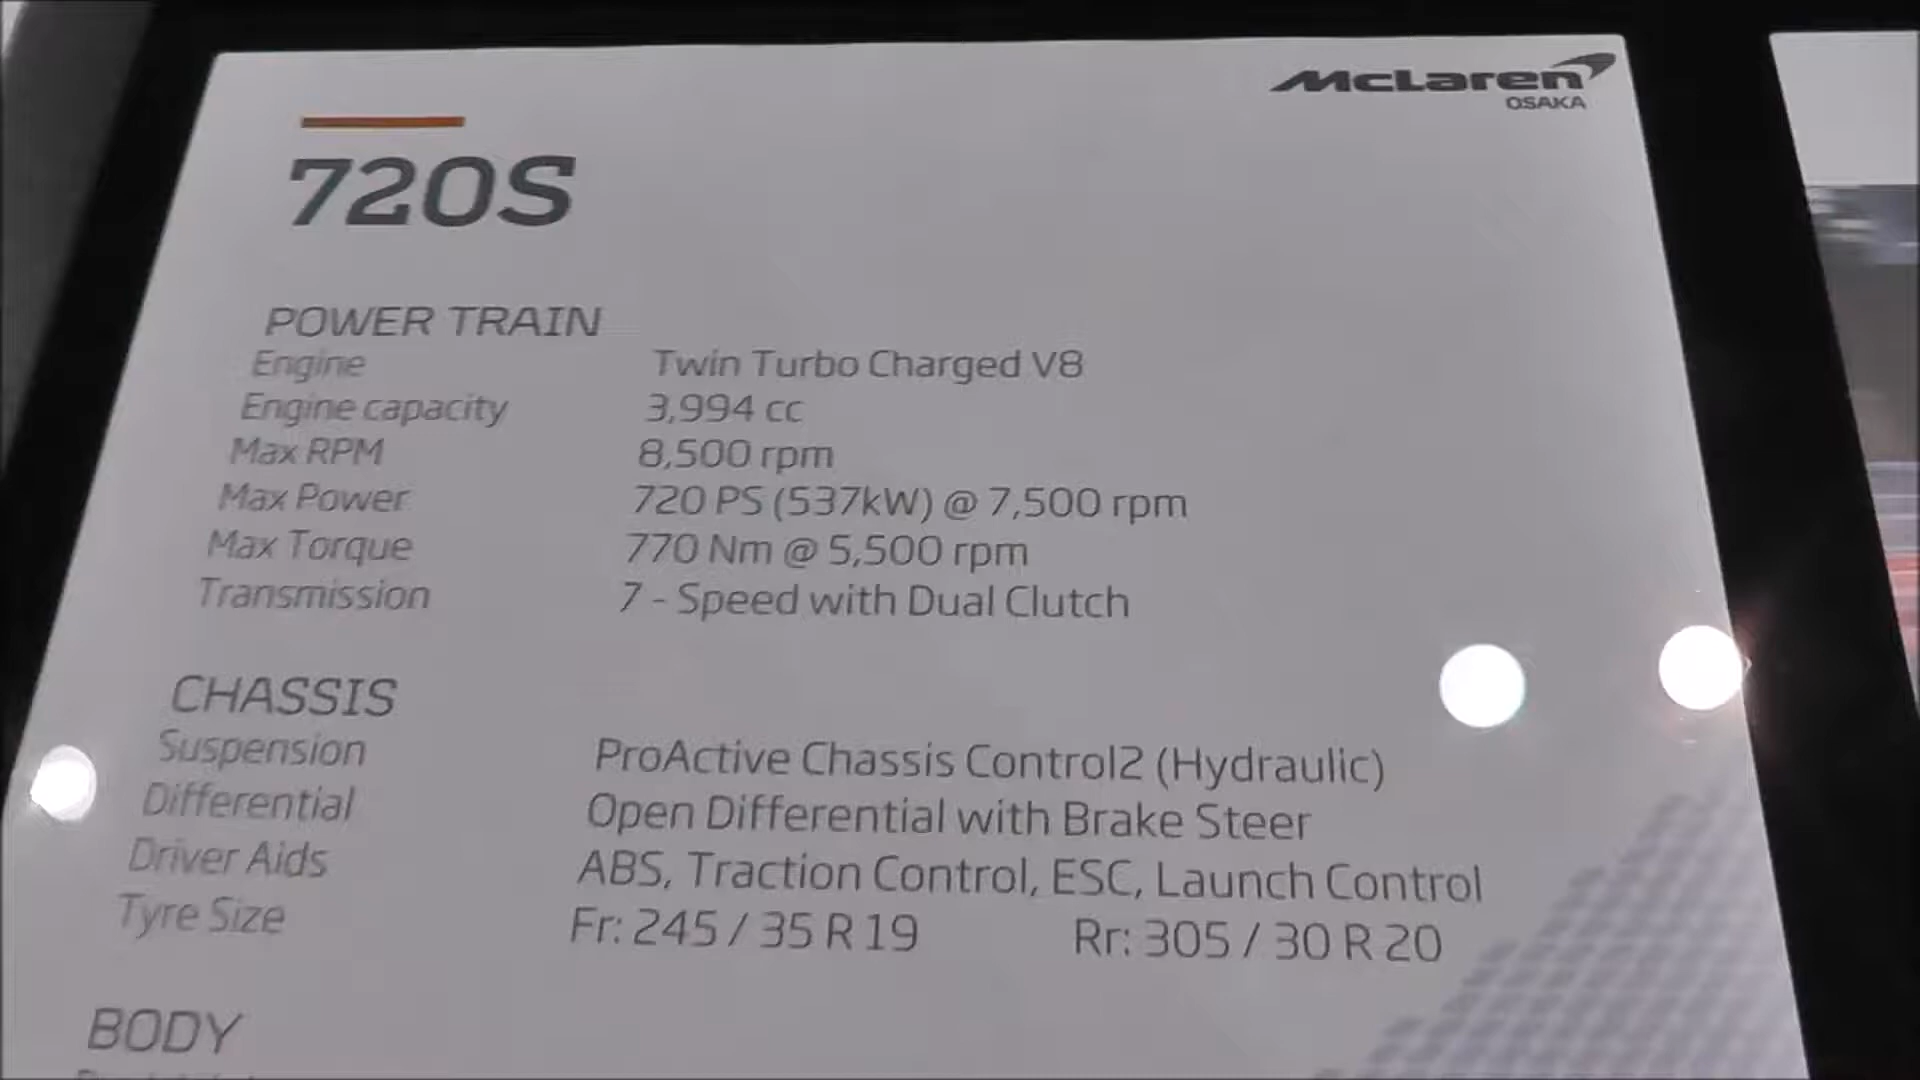 McLaren
OSAKA
720S
POWER TRAIN
Engine Twin Turbo Charged V8
Engine capacity 3,994 cc
Max RPM 8,500 rpm
Max Power 720 PS (537kW) @ 7,500 rpm
Max Torque 770 Nm @ 5,500 rpm
Transmission 7 - Speed with Dual Clutch
CHASSIS
Suspension ProActive Chassis Control2 (Hydraulic)
Differential Open Differential with Brake Steer
Driver Aids ABS, Traction Control, ESC, Launch Control
Tyre Size Fr: 245 / 35 R 19 Rr: 305 / 30 R 20
BODY